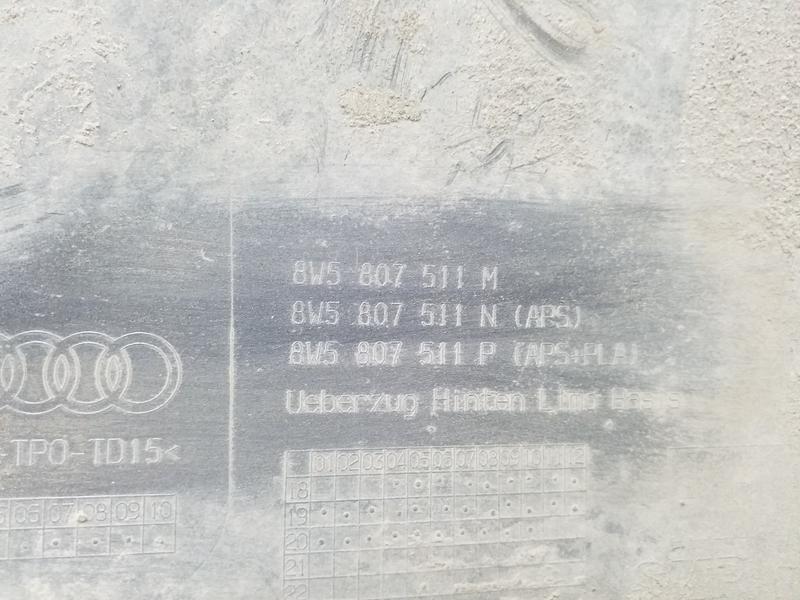 8W5 807 511 M
8W5 807 511 N (APS)
8W5 807 511 P (APS+PLA)
Ueberzug Hinten Limo
-TPO-TD15<
01 02 03 04 05 06 07 08 09 10 11 12
18
06 07 08 09 10
19
20
21
22